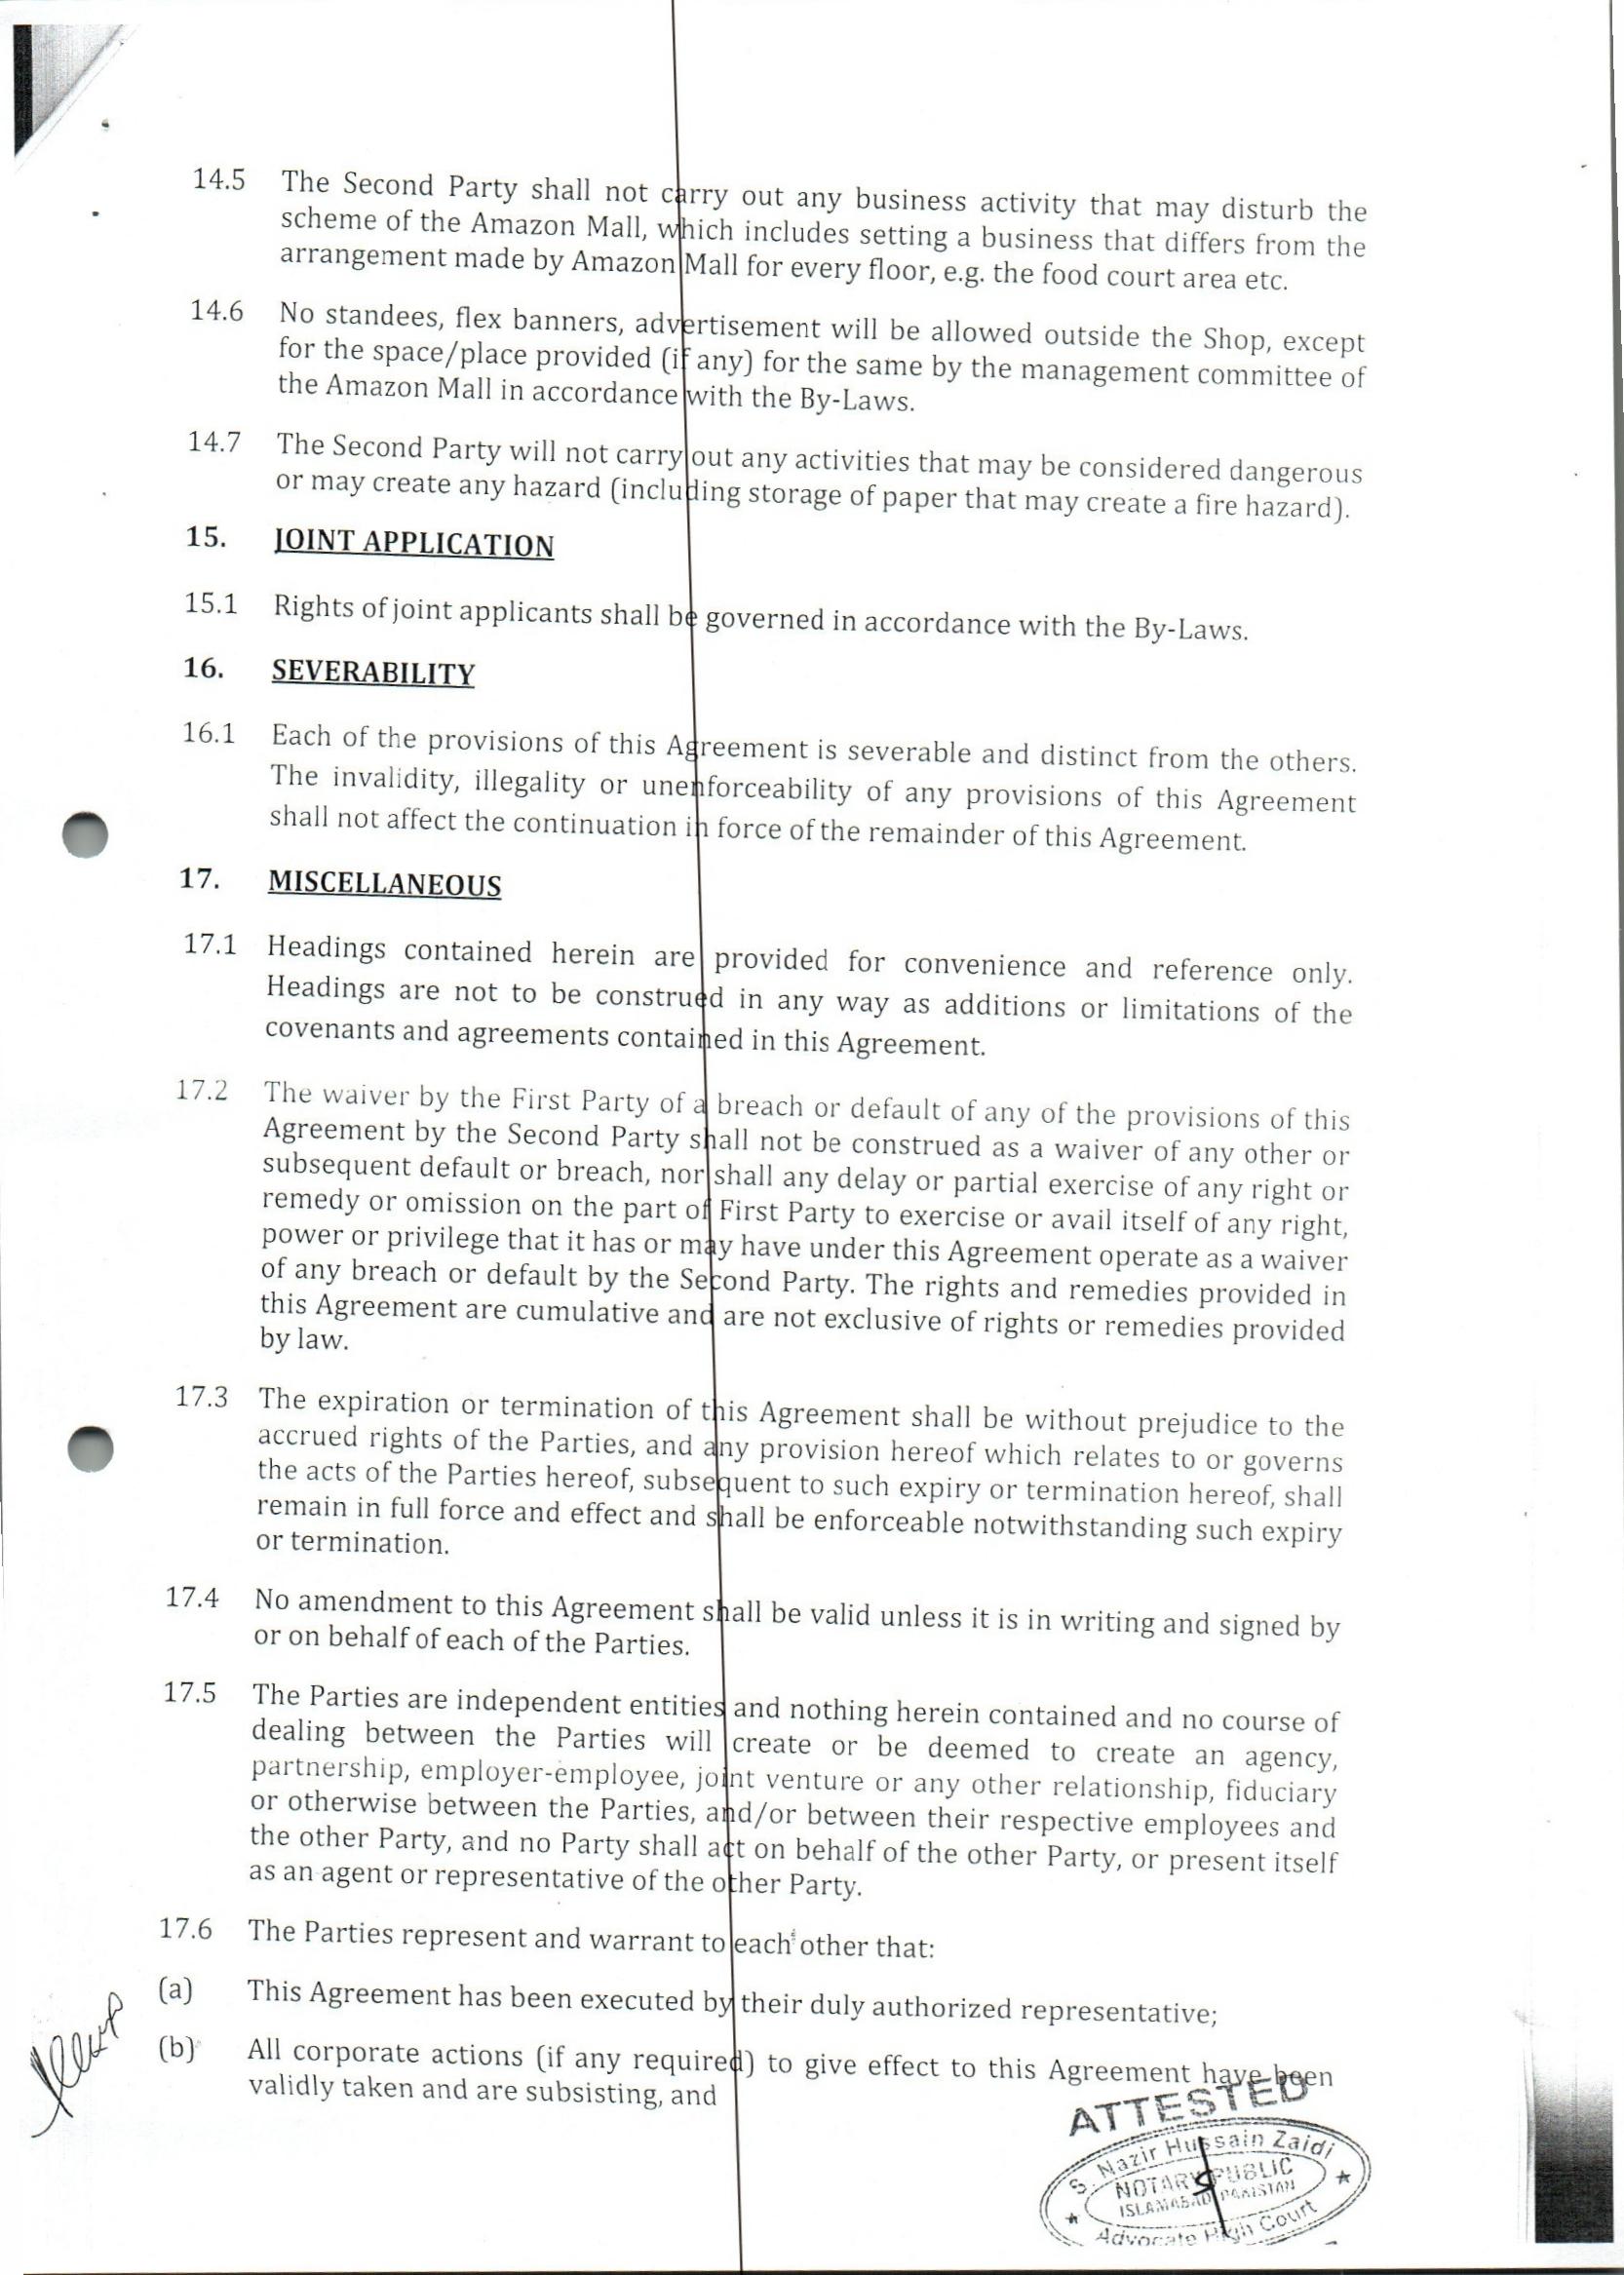 14.5 The Second Party shall not carry out any business activity that may disturb the
scheme of the Amazon Mall, which includes setting a business that differs from the
arrangement made by Amazon Mall for every floor, e.g. the food court area etc.
14.6 No standees, flex banners, advertisement will be allowed outside the Shop, except
for the space/place provided (if any) for the same by the management committee of
the Amazon Mall in accordance with the By-Laws.
14.7 The Second Party will not carry out any activities that may be considered dangerous
or may create any hazard (including storage of paper that may create a fire hazard).
15. JOINT APPLICATION
15.1 Rights of joint applicants shall be governed in accordance with the By-Laws.
16. SEVERABILITY
16.1 Each of the provisions of this Agreement is severable and distinct from the others.
The invalidity, illegality or unenforceability of any provisions of this Agreement
shall not affect the continuation in force of the remainder of this Agreement.
17. MISCELLANEOUS
17.1 Headings contained herein are provided for convenience and reference only.
Headings are not to be construed in any way as additions or limitations of the
covenants and agreements contained in this Agreement.
17.2 The waiver by the First Party of a breach or default of any of the provisions of this
Agreement by the Second Party shall not be construed as a waiver of any other or
subsequent default or breach, nor shall any delay or partial exercise of any right or
remedy or omission on the part of First Party to exercise or avail itself of any right,
power or privilege that it has or may have under this Agreement operate as a waiver
of any breach or default by the Second Party. The rights and remedies provided in
this Agreement are cumulative and are not exclusive of rights or remedies provided
by law.
17.3 The expiration or termination of this Agreement shall be without prejudice to the
accrued rights of the Parties, and any provision hereof which relates to or governs
the acts of the Parties hereof, subsequent to such expiry or termination hereof, shall
remain in full force and effect and shall be enforceable notwithstanding such expiry
or termination.
17.4 No amendment to this Agreement shall be valid unless it is in writing and signed by
or on behalf of each of the Parties.
17.5 The Parties are independent entities and nothing herein contained and no course of
dealing between the Parties will create or be deemed to create an agency,
partnership, employer-employee, joint venture or any other relationship, fiduciary
or otherwise between the Parties, and/or between their respective employees and
the other Party, and no Party shall act on behalf of the other Party, or present itself
as an agent or representative of the other Party.
17.6 The Parties represent and warrant to each other that:
(a) This Agreement has been executed by their duly authorized representative;
(b) All corporate actions (if any required) to give effect to this Agreement have been
validly taken and are subsisting, and
ATTESTED
S. Nazir Hussain Zaidi
NOTARY PUBLIC
ISLAMABAD PAKISTAN
Advocate High Court